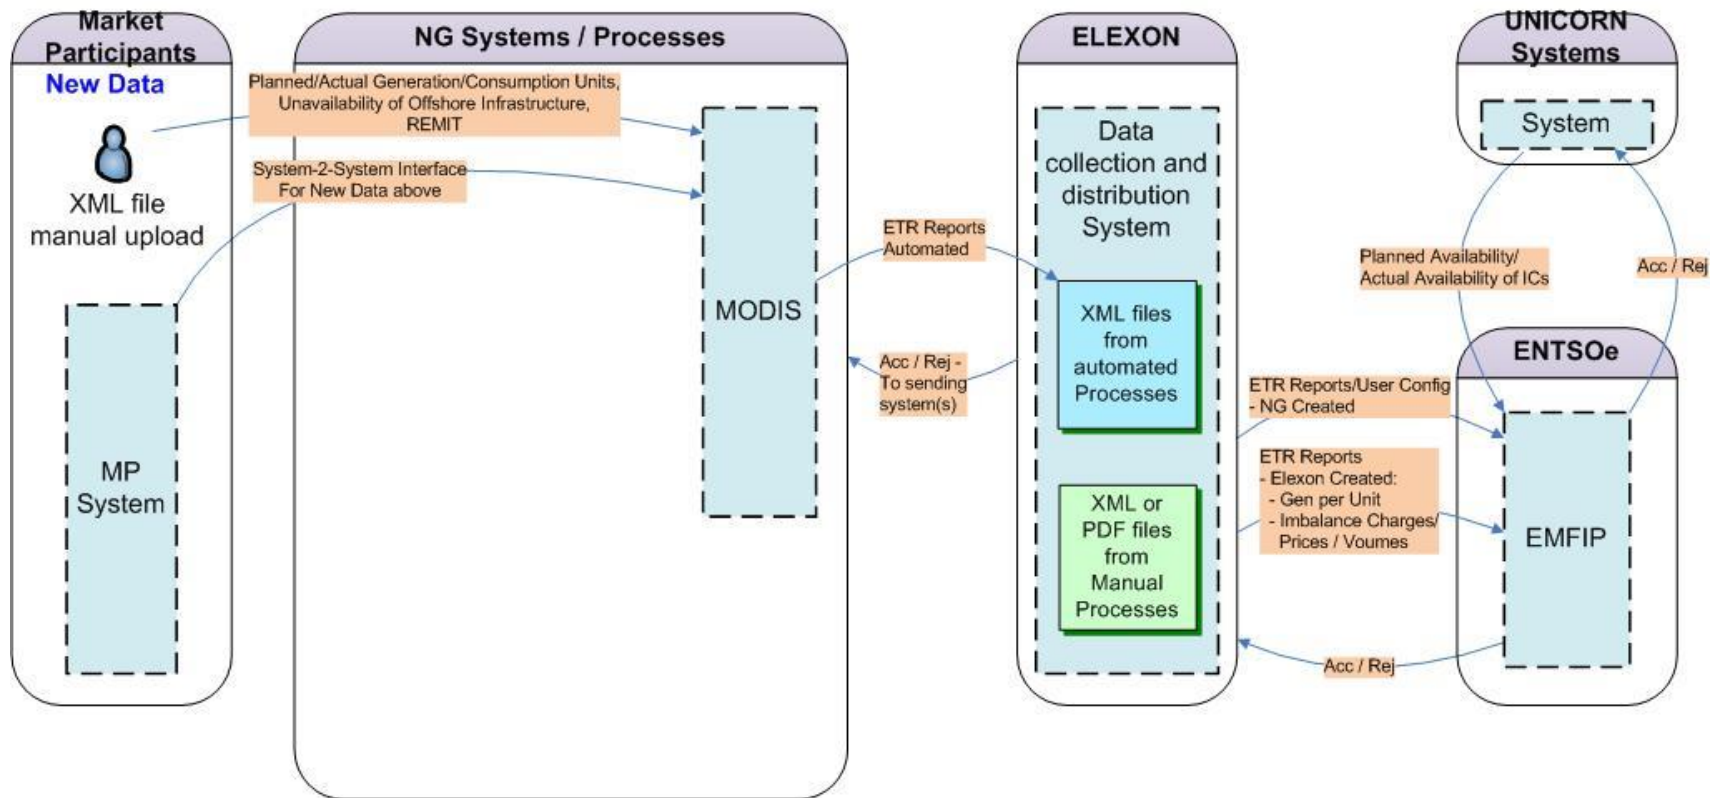 Market
Participants
New Data
XML file
manual upload
MP
System
NG Systems / Processes
Planned/Actual Generation/Consumption Units,
Unavailability of Offshore Infrastructure,
REMIT
System-2-System Interface
For New Data above
MODIS
ETR Reports
Automated
Acc / Rej -
To sending
system(s)
ELEXON
Data
collection and
distribution
System
XML files
from
automated
Processes
XML or
PDF files
from
Manual
Processes
UNICORN
Systems
System
Planned Availability/
Actual Availability of ICs
Acc / Rej
ENTSOe
ETR Reports/User Config
- NG Created
ETR Reports
- Elexon Created:
- Gen per Unit
- Imbalance Charges/
Prices / Voumes
EMFIP
Acc / Rej